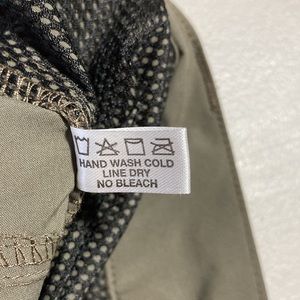 HAND WASH COLD
LINE DRY
NO BLEACH